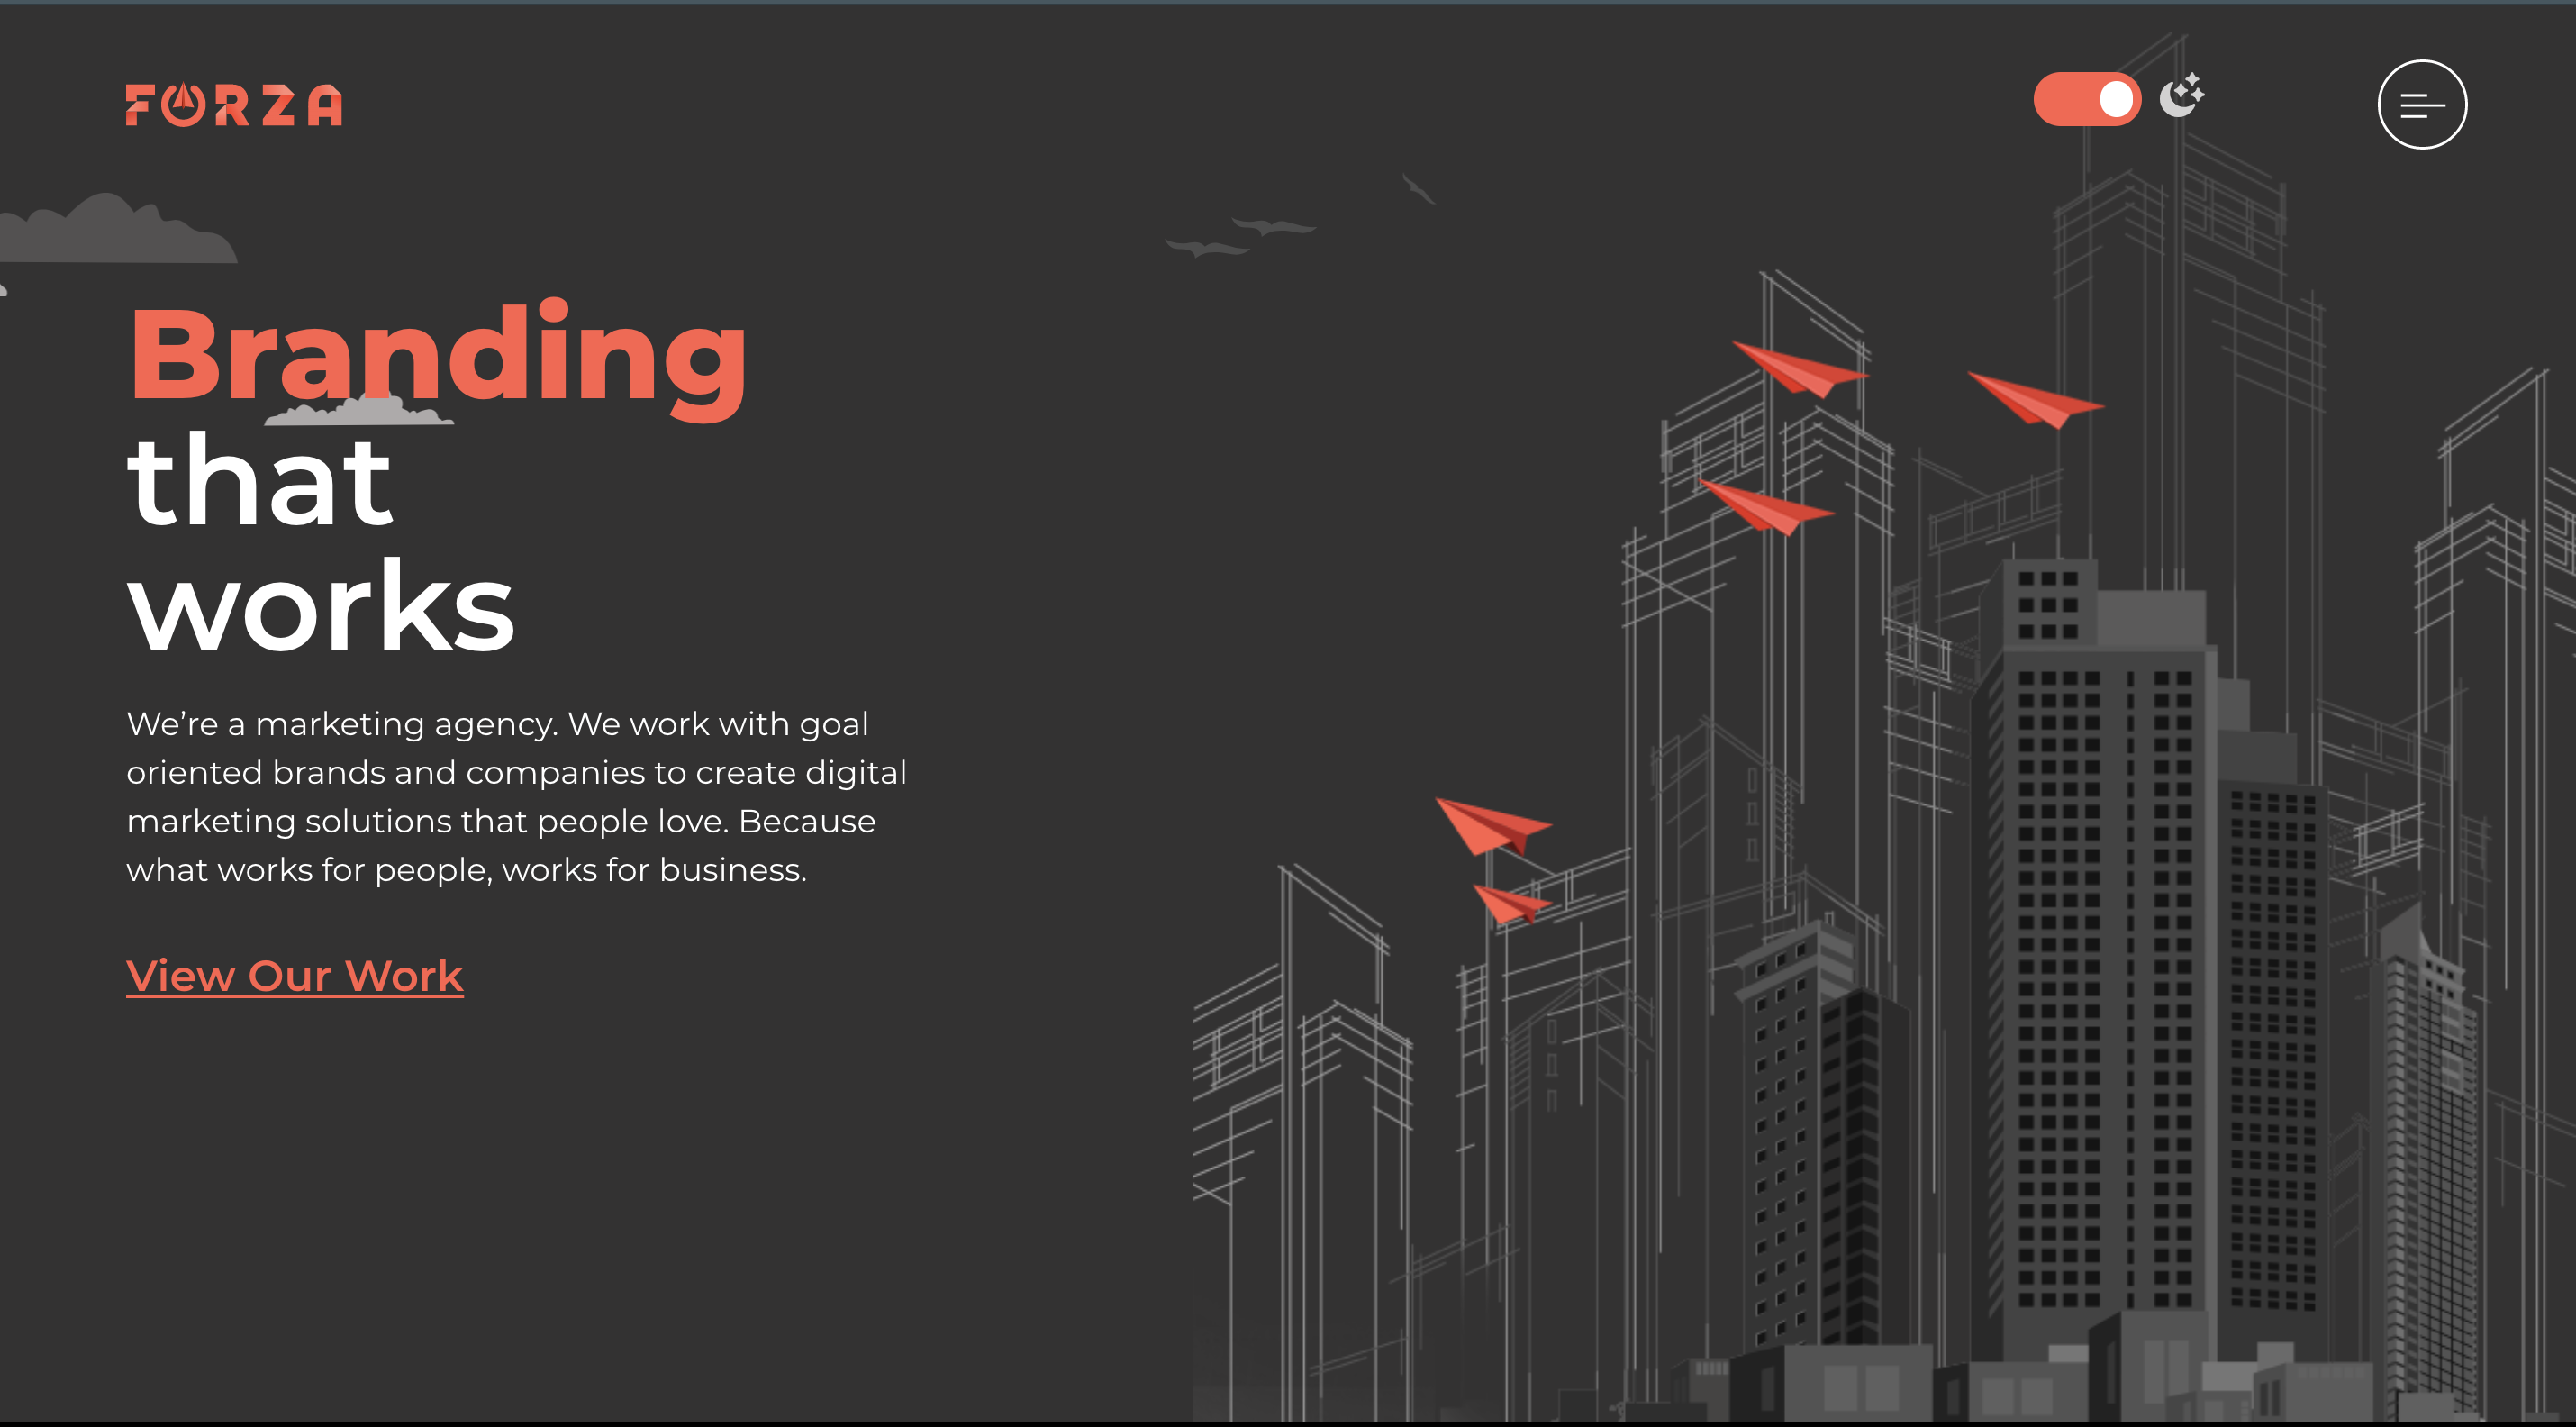 FORZA
Branding
that
works
We’re a marketing agency. We work with goal
oriented brands and companies to create digital
marketing solutions that people love. Because
what works for people, works for business.
View Our Work